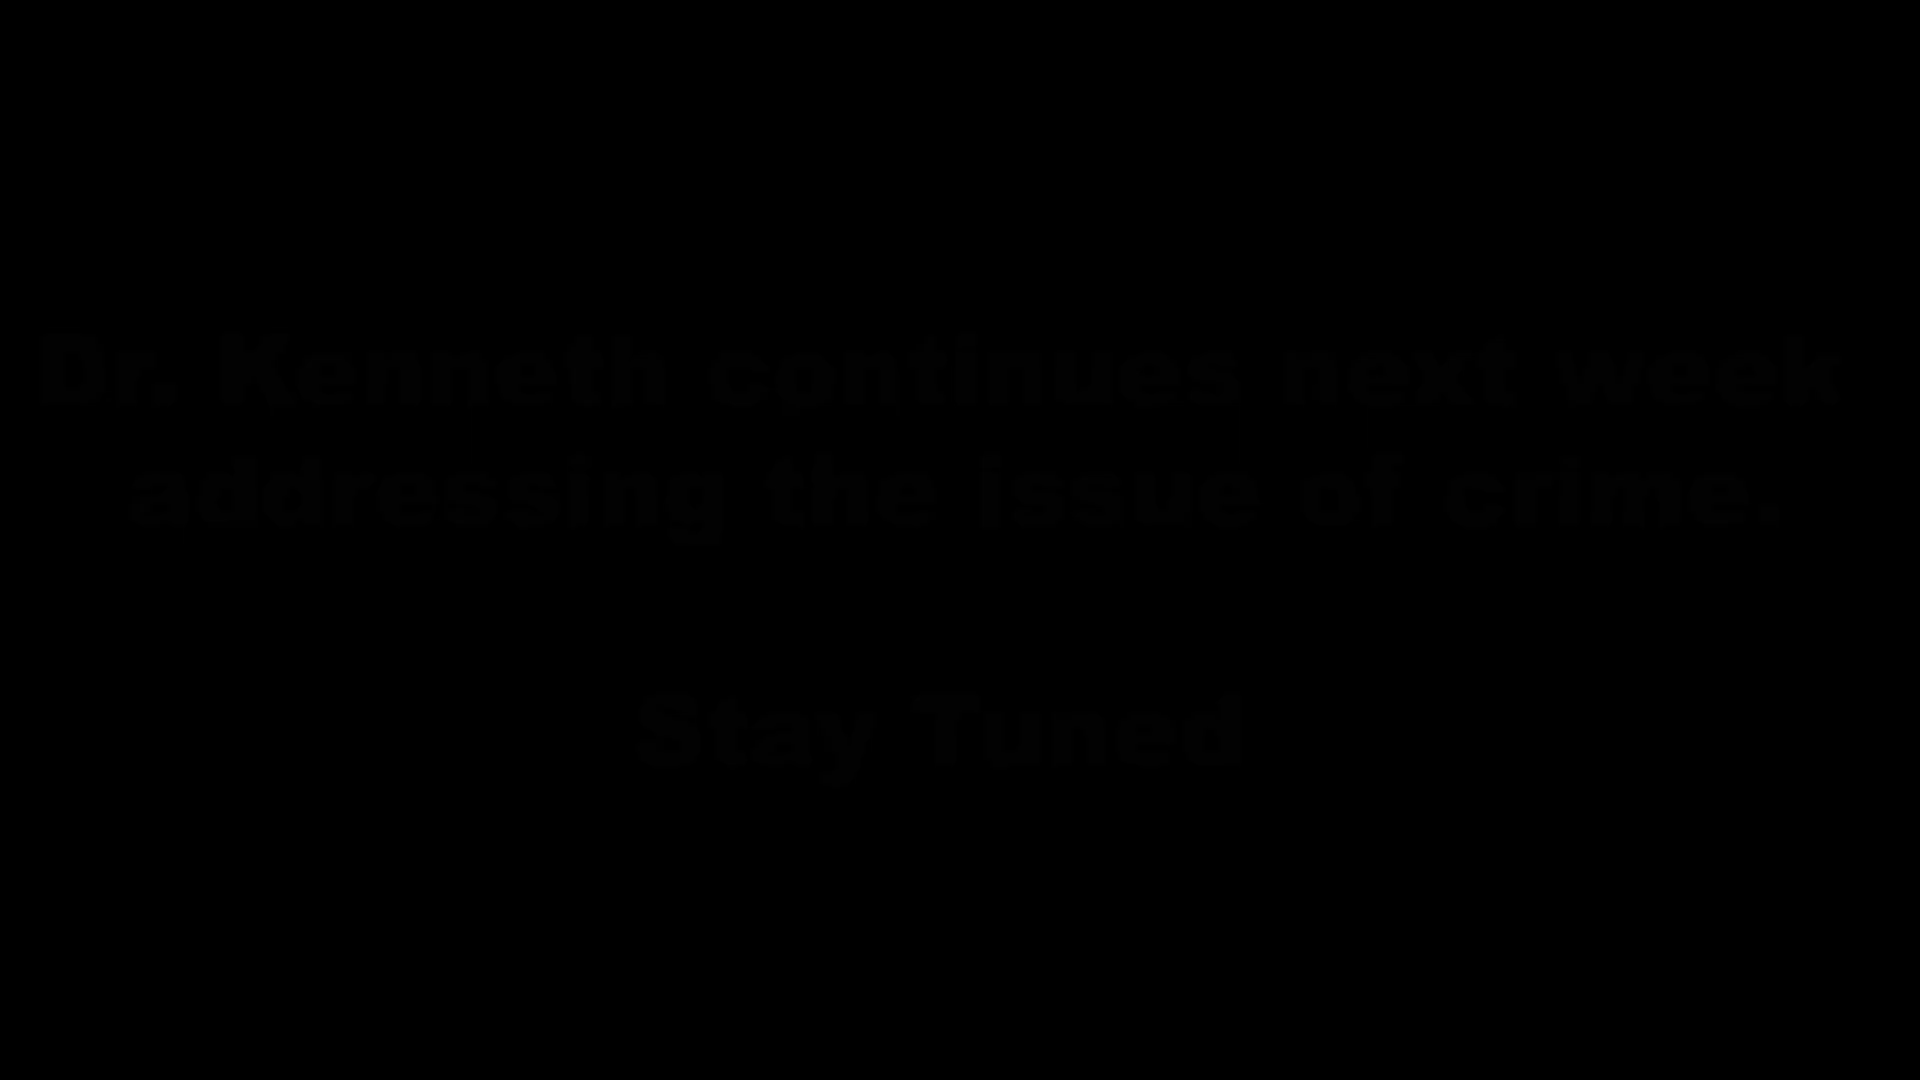 Dr. Kenneth continues next week
addressing the issue of crime.
Stay Tuned